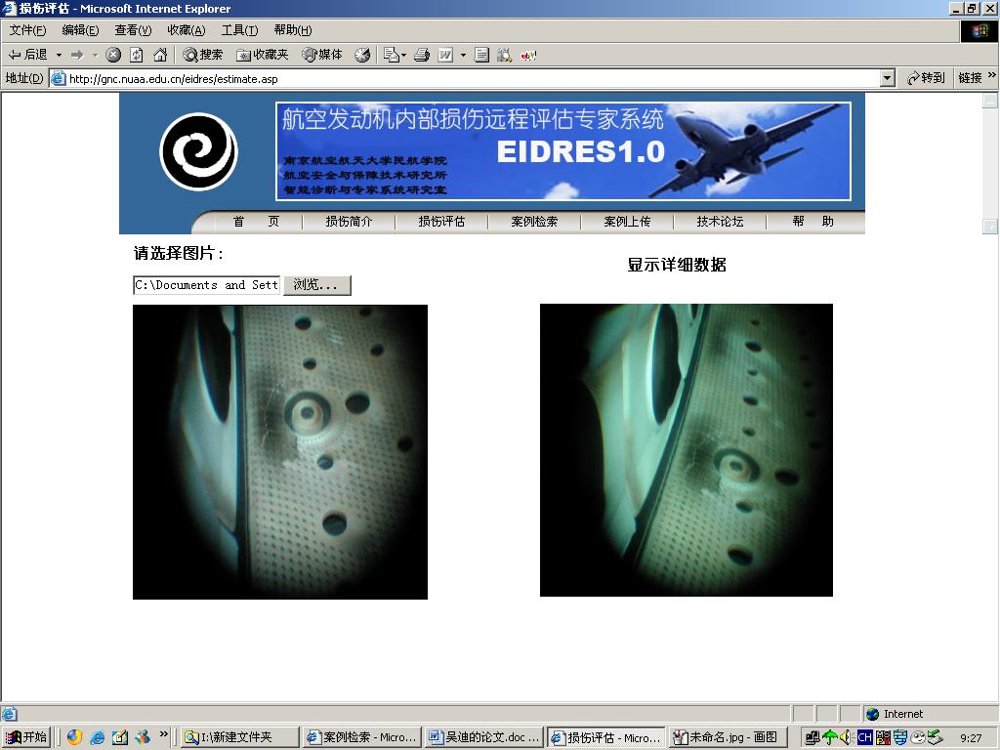 损伤评估 - Microsoft Internet Explorer
文件(F) 编辑(E) 查看(V) 收藏(A) 工具(T) 帮助(H)
后退 搜索 收藏夹 媒体
地址(D) http://gnc.nuaa.edu.cn/eidres/estimate.asp 转到 链接 »
航空发动机内部损伤远程评估专家系统
EIDRES1.0
南京航空航天大学民航学院
航空安全与保障技术研究所
智能诊断与专家系统研究室
首 页 损伤简介 损伤评估 案例检索 案例上传 技术论坛 帮 助
请选择图片：
显示详细数据
C:\Documents and Sett 浏览...
Internet
开始 » I:\新建文件夹 案例检索 - Micro... 吴迪的论文.doc ... 损伤评估 - Micro... 未命名.jpg - 画图 CH 9:27